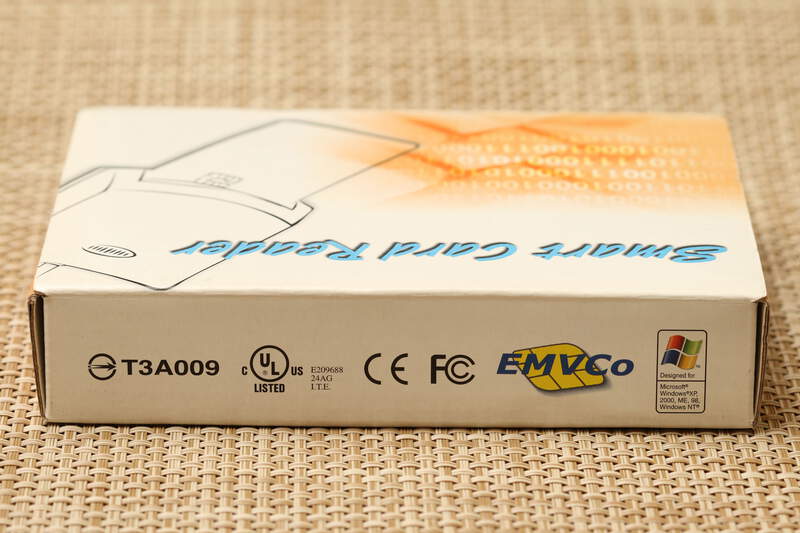 Smart Card Reader
T3A009
C UL US
LISTED
E209688
24AG
I.T.E.
CE
FC
EMVCo
Designed for
Microsoft®
Windows®XP,
2000, ME, 98,
Windows NT®